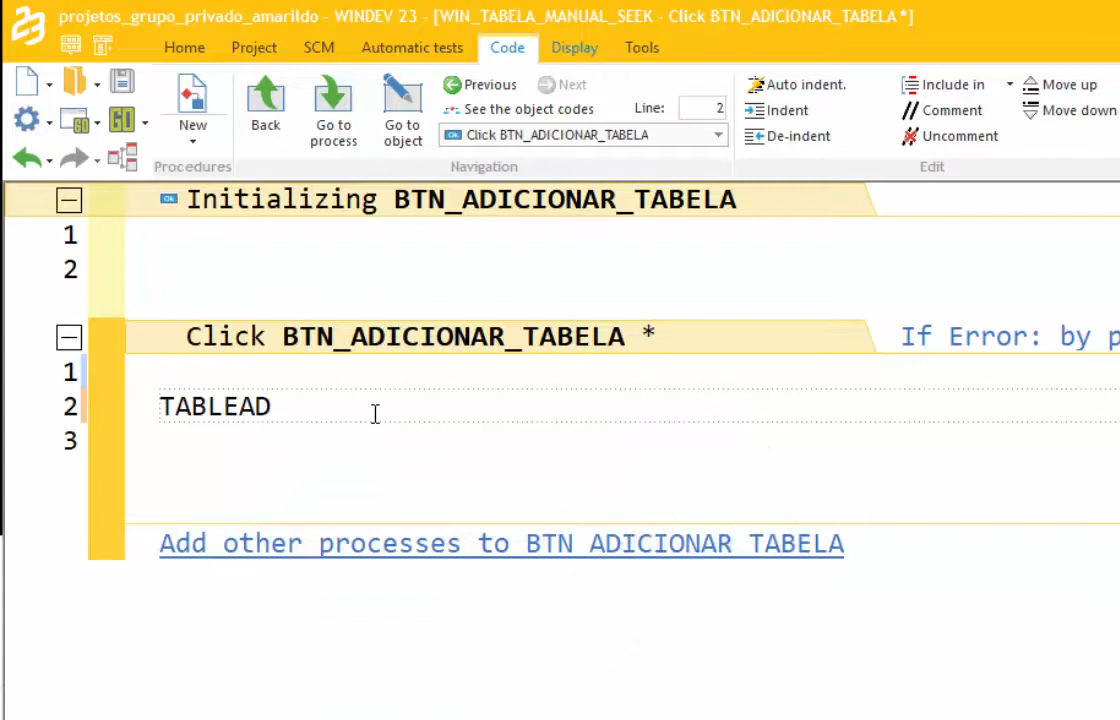 23 projetos_grupo_privado_amarildo - WINDEV 23 - [WIN_TABELA_MANUAL_SEEK - Click BTN_ADICIONAR_TABELA *]
Home Project SCM Automatic tests Code Display Tools
New
Procedures
Back
Go to process
Go to object
Previous Next
See the object codes Line: 2
Click BTN_ADICIONAR_TABELA
Navigation
Auto indent. Include in Move up
Indent Comment Move down
De-indent Uncomment
Edit
Initializing BTN_ADICIONAR_TABELA
1
2
Click BTN_ADICIONAR_TABELA * If Error: by p
1
2 TABLEAD
3
Add other processes to BTN_ADICIONAR_TABELA